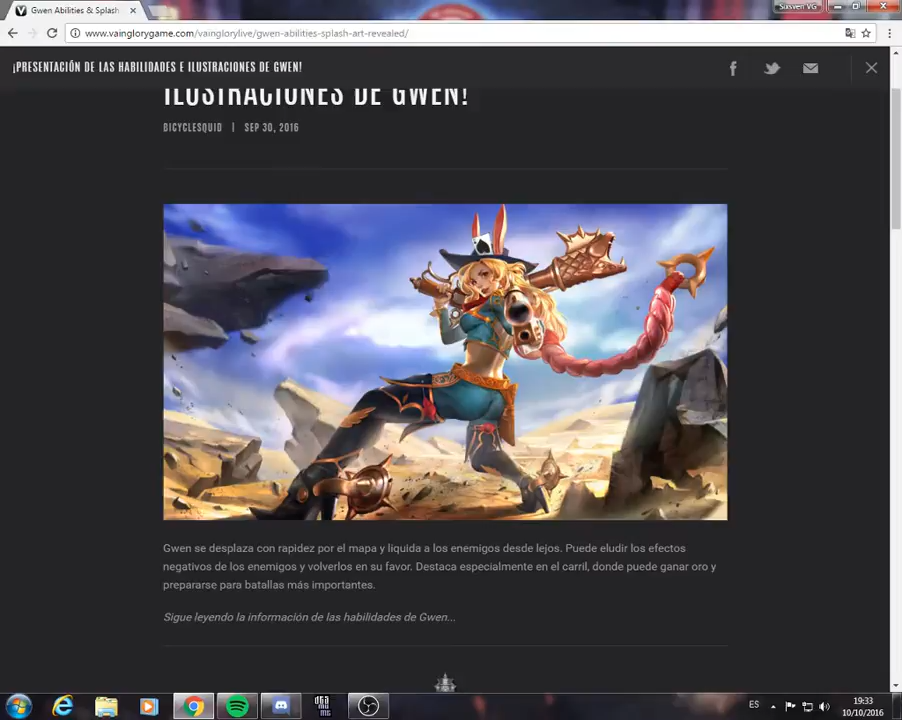 Gwen Abilities & Splash
Sixsven VG
www.vainglorygame.com/vainglorylive/gwen-abilities-splash-art-revealed/
¡PRESENTACIÓN DE LAS HABILIDADES E ILUSTRACIONES DE GWEN!
ILUSTRACIONES DE GWEN!
BICYCLESQUID | SEP 30, 2016
Gwen se desplaza con rapidez por el mapa y liquida a los enemigos desde lejos. Puede eludir los efectos
negativos de los enemigos y volverlos en su favor. Destaca especialmente en el carril, donde puede ganar oro y
prepararse para batallas más importantes.
Sigue leyendo la información de las habilidades de Gwen...
ES
19:33
10/10/2016